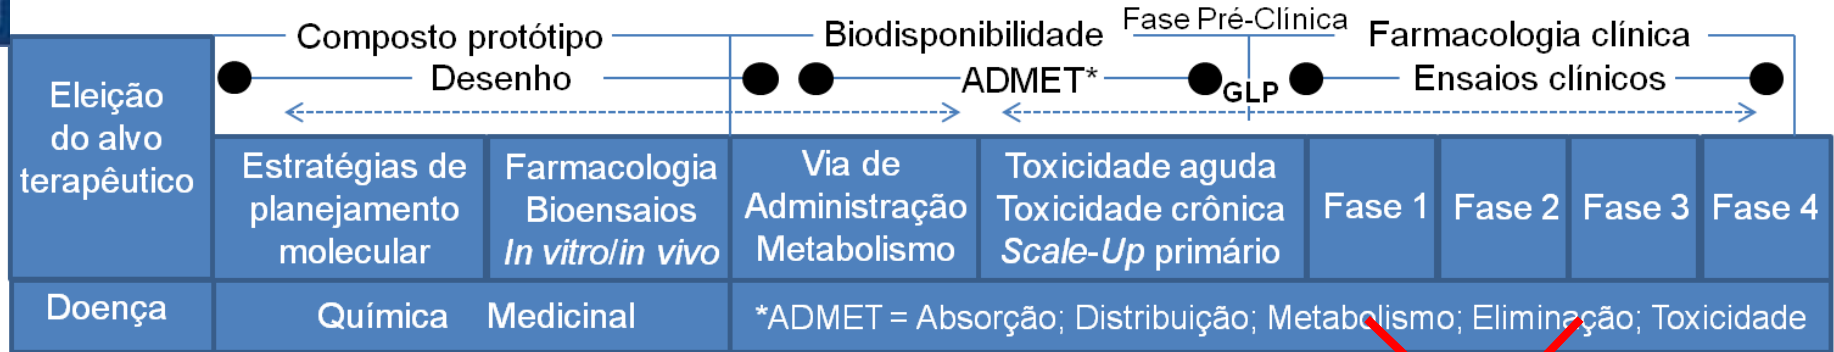 Composto protótipo
Desenho
Biodisponibilidade
ADMET*
Fase Pré-Clínica
GLP
Farmacologia clínica
Ensaios clínicos
Eleição
do alvo
terapêutico
Estratégias de
planejamento
molecular
Farmacologia
Bioensaios
In vitro/in vivo
Via de
Administração
Metabolismo
Toxicidade aguda
Toxicidade crônica
Scale-Up primário
Fase 1
Fase 2
Fase 3
Fase 4
Doença
Química Medicinal
*ADMET = Absorção; Distribuição; Metabolismo; Eliminação; Toxicidade